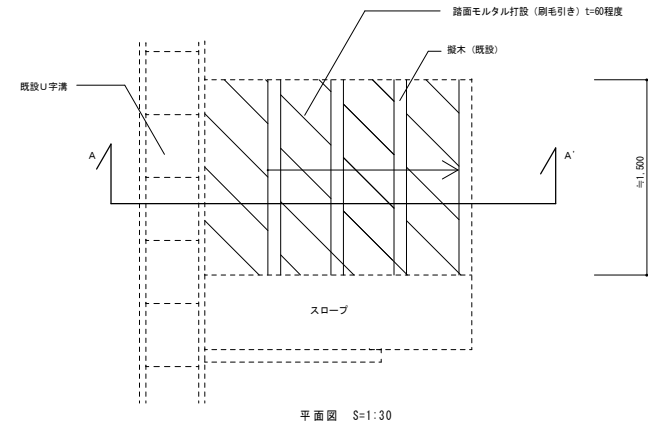 踏面モルタル打設（刷毛引き）t=60程度
擬木（既設）
既設U字溝
A
A'
≒1,500
スロープ
平面図　S=1:30